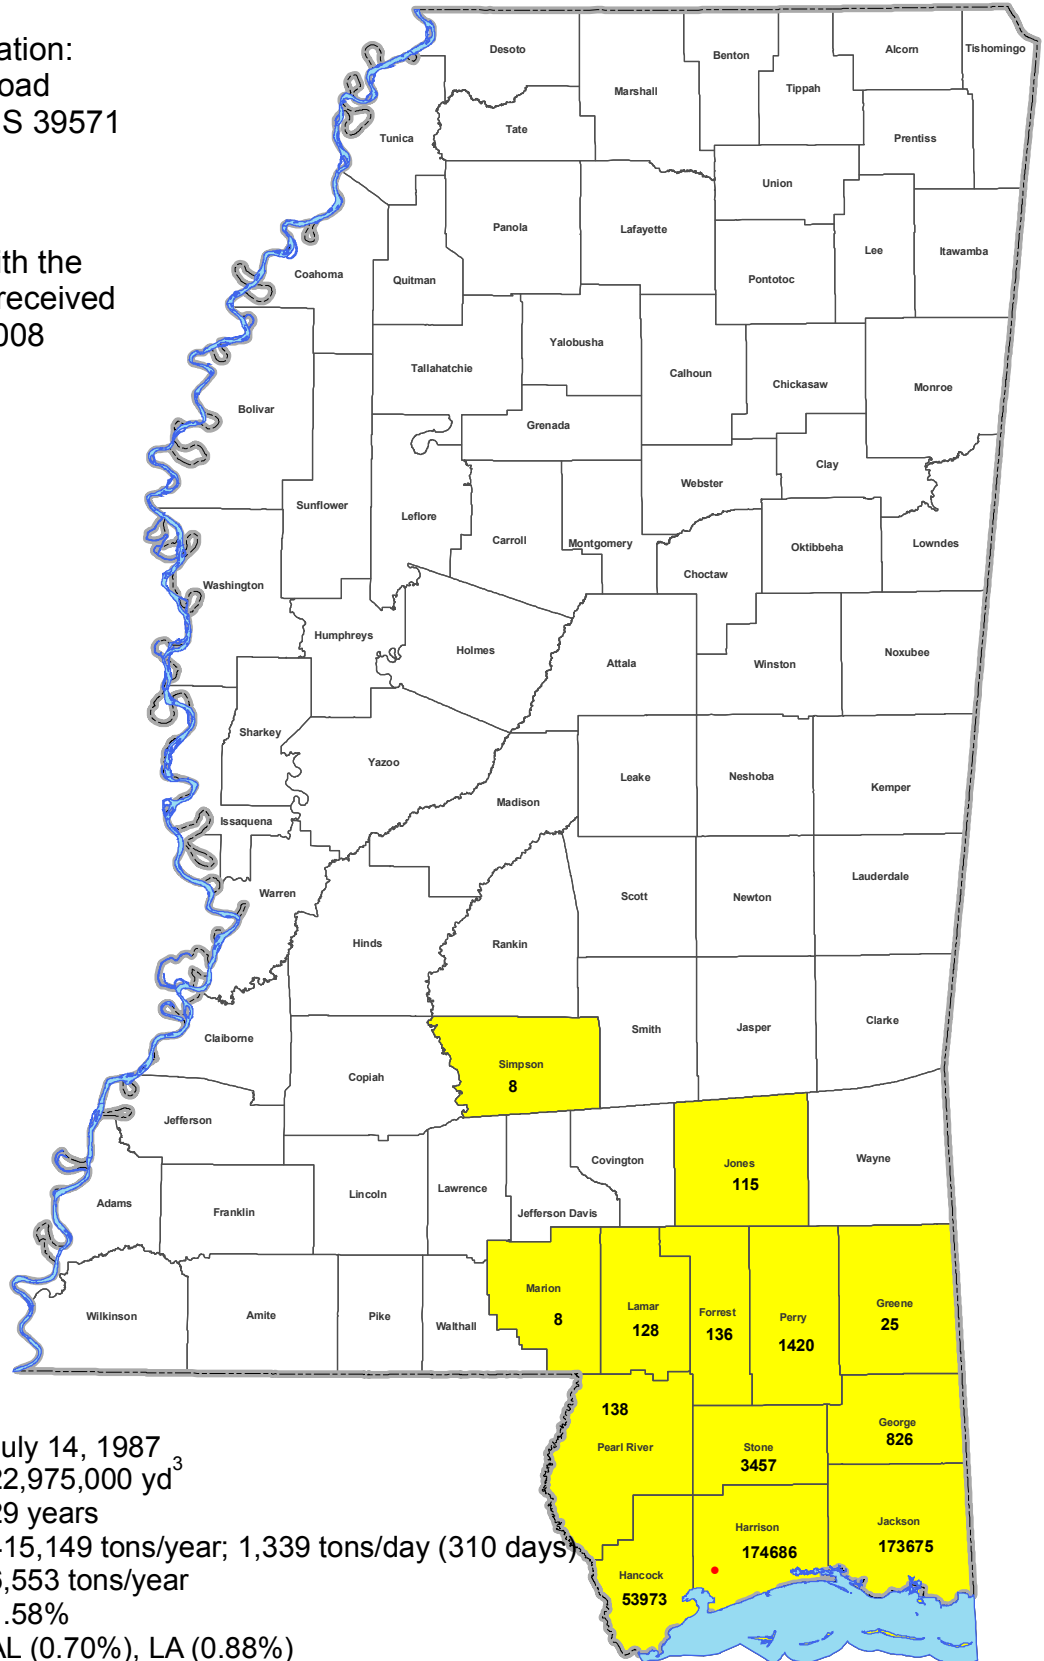 ation:
oad
S 39571
ith the
received
008
Desoto
Marshall
Benton
Tippah
Alcorn
Tishomingo
Tunica
Tate
Prentiss
Union
Panola
Lafayette
Lee
Itawamba
Coahoma
Quitman
Pontotoc
Yalobusha
Tallahatchie
Calhoun
Chickasaw
Monroe
Bolivar
Grenada
Clay
Webster
Sunflower
Leflore
Carroll
Montgomery
Oktibbeha
Lowndes
Choctaw
Washington
Humphreys
Holmes
Attala
Winston
Noxubee
Sharkey
Yazoo
Leake
Neshoba
Kemper
Madison
Issaquena
Warren
Scott
Newton
Lauderdale
Hinds
Rankin
Smith
Jasper
Clarke
Claiborne
Copiah
Simpson
8
Jefferson
Covington
Jones
115
Wayne
Adams
Franklin
Lincoln
Lawrence
Jefferson Davis
Wilkinson
Amite
Pike
Walthall
Marion
8
Lamar
128
Forrest
136
Perry
1420
Greene
25
138
Pearl River
Stone
3457
George
826
Harrison
174686
Jackson
173675
Hancock
53973
uly 14, 1987
22,975,000 yd3
29 years
415,149 tons/year; 1,339 tons/day (310 days)
6,553 tons/year
.58%
AL (0.70%), LA (0.88%)